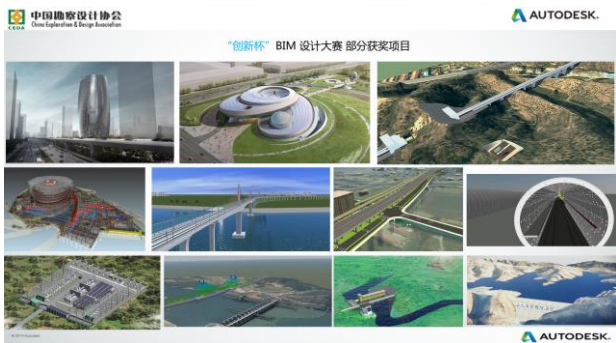 中国勘察设计协会
China Exploration & Design Association
CEDA
AUTODESK.
“创新杯” BIM 设计大赛 部分获奖项目
AUTODESK.